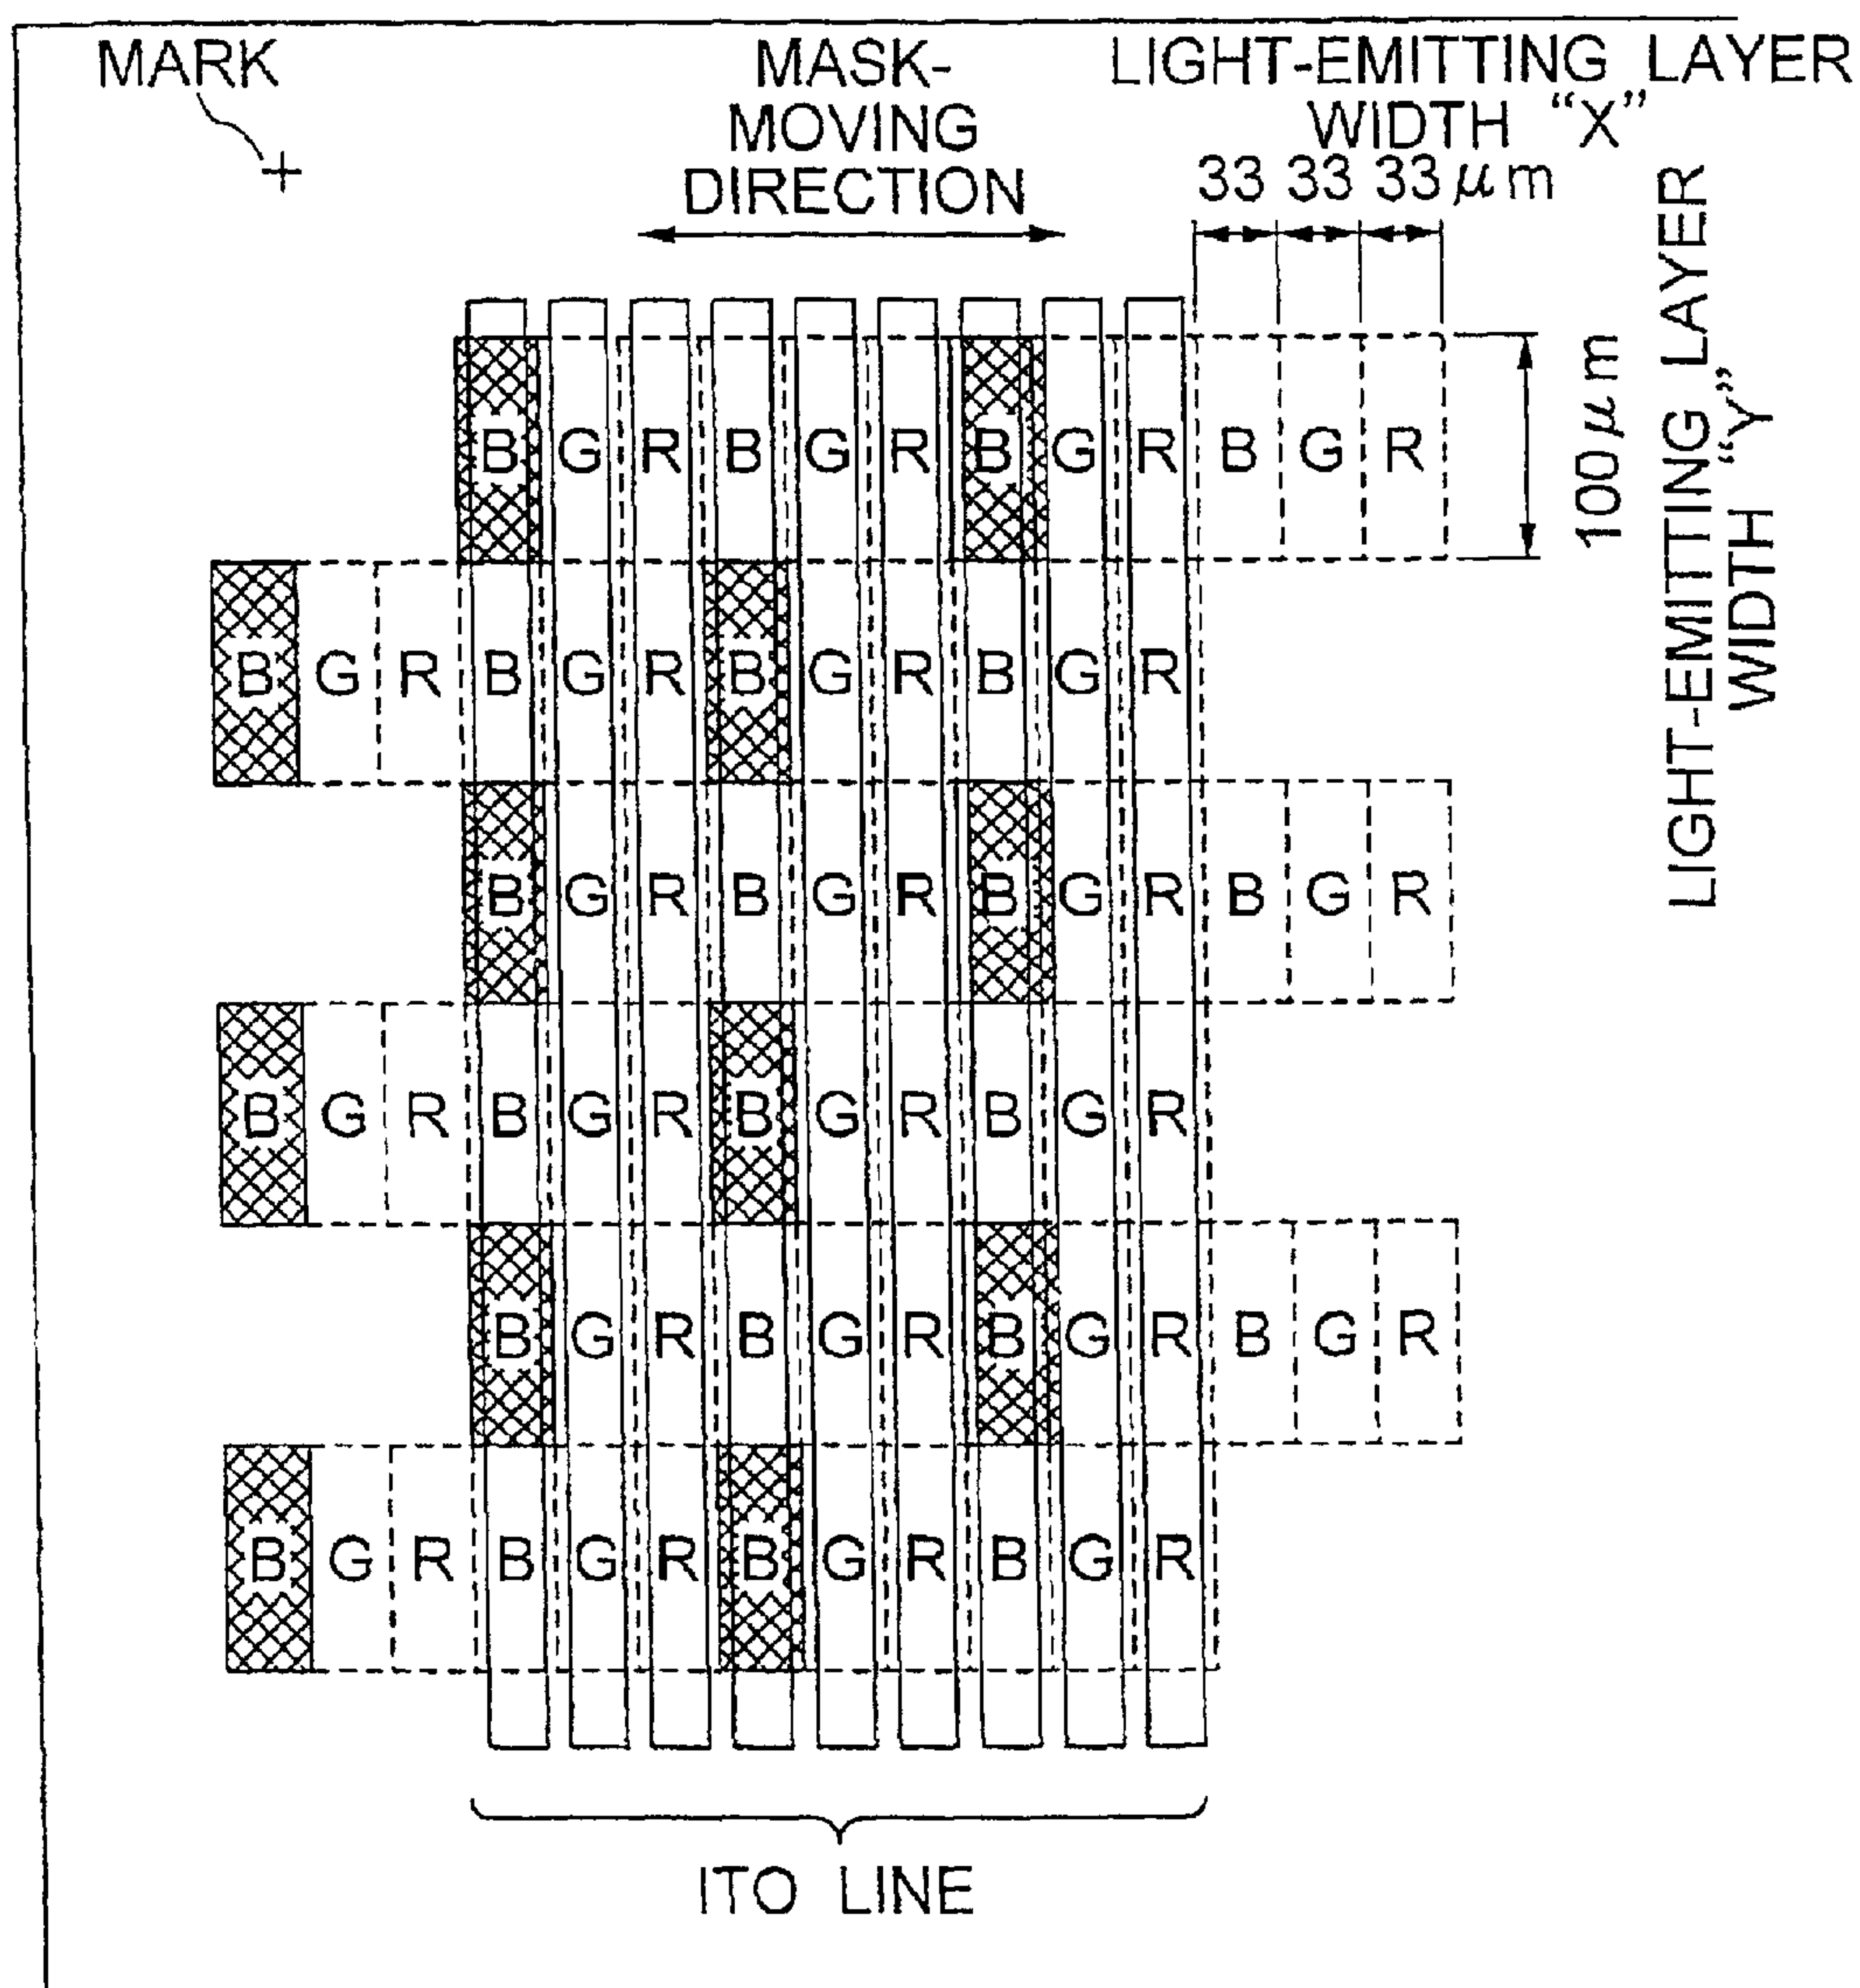 MARK
MASK-
MOVING
DIRECTION
LIGHT-EMITTING LAYER
WIDTH “X”
33 33 33 μm
100 μm
LIGHT-EMITTING LAYER
WIDTH “Y”
B G R B G R B G R B G R
B G R B G R B G R B G R
B G R B G R B G R B G R
B G R B G R B G R B G R
B G R B G R B G R B G R
B G R B G R B G R B G R
ITO LINE